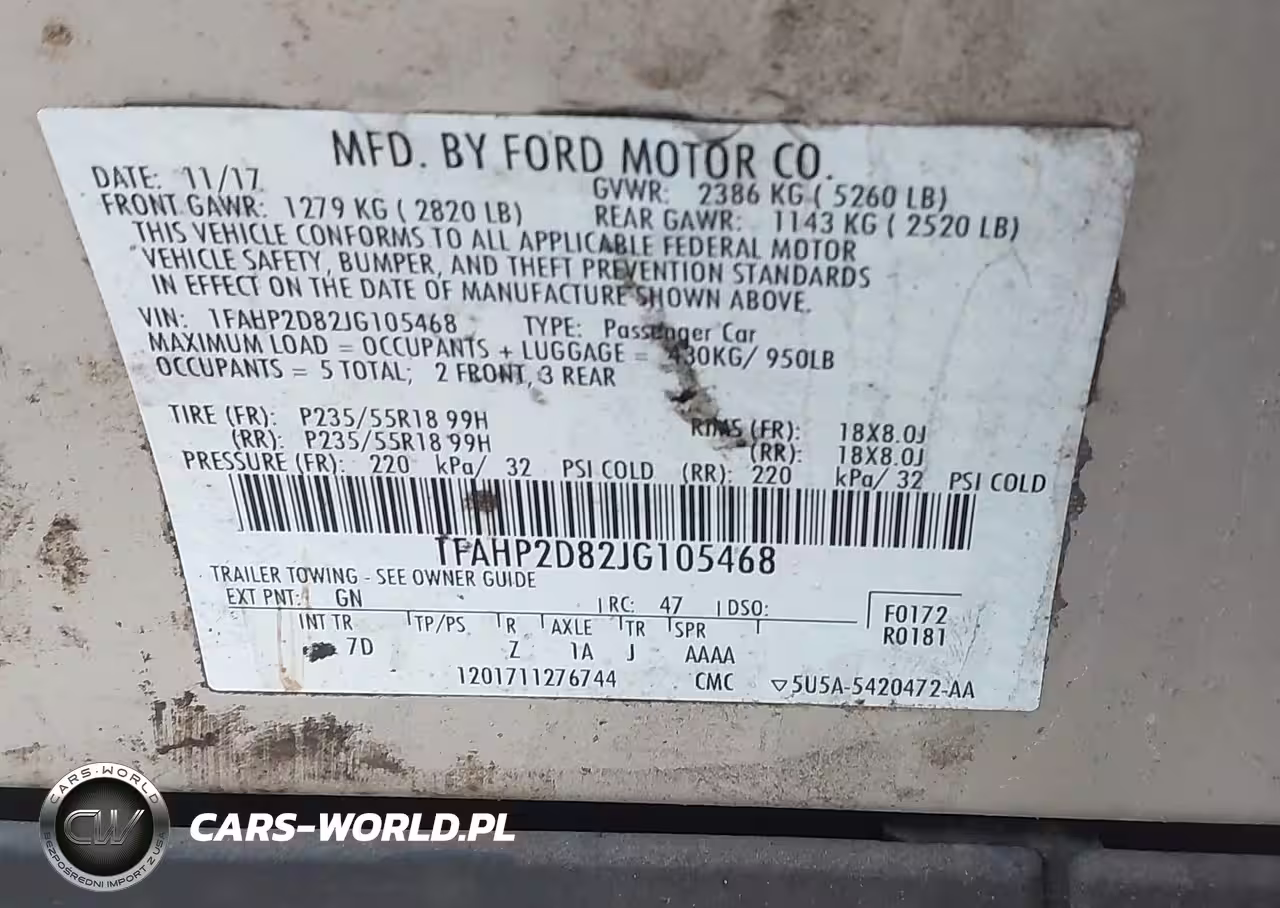 MFD. BY FORD MOTOR CO.
DATE: 11/17 GVWR: 2386 KG ( 5260 LB)
FRONT GAWR: 1279 KG ( 2820 LB) REAR GAWR: 1143 KG ( 2520 LB)
THIS VEHICLE CONFORMS TO ALL APPLICABLE FEDERAL MOTOR
VEHICLE SAFETY, BUMPER, AND THEFT PREVENTION STANDARDS
IN EFFECT ON THE DATE OF MANUFACTURE SHOWN ABOVE.
VIN: 1FAHP2D82JG105468 TYPE: Passenger Car
MAXIMUM LOAD = OCCUPANTS + LUGGAGE = 430KG/ 950LB
OCCUPANTS = 5 TOTAL; 2 FRONT, 3 REAR
TIRE (FR): P235/55R18 99H RIMS (FR): 18X8.0J
(RR): P235/55R18 99H (RR): 18X8.0J
PRESSURE (FR): 220 kPa/ 32 PSI COLD (RR): 220 kPa/ 32 PSI COLD
1FAHP2D82JG105468
TRAILER TOWING - SEE OWNER GUIDE
EXT PNT: GN RC: 47 DSO: F0172
INT TR TP/PS R AXLE TR SPR R0181
7D Z 1A J AAAA
1201711276744 CMC ▽5U5A-5420472-AA
CARS-WORLD
CW
BEZPOŚREDNI IMPORT Z USA
CARS-WORLD.PL